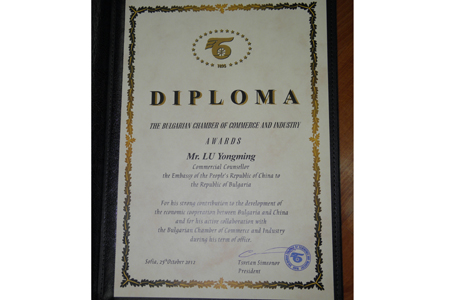 DIPLOMA
THE BULGARIAN CHAMBER OF COMMERCE AND INDUSTRY
AWARDS
Mr. LU Yongming
Commercial Counsellor
the Embassy of the People's Republic of China to
the Republic of Bulgaria
For his strong contribution to the development of
the economic cooperation between Bulgaria and China
and for his active collaboration with
the Bulgarian Chamber of Commerce and Industry
during his term of office.
Sofia, October
Tsvetan Simeonov
President